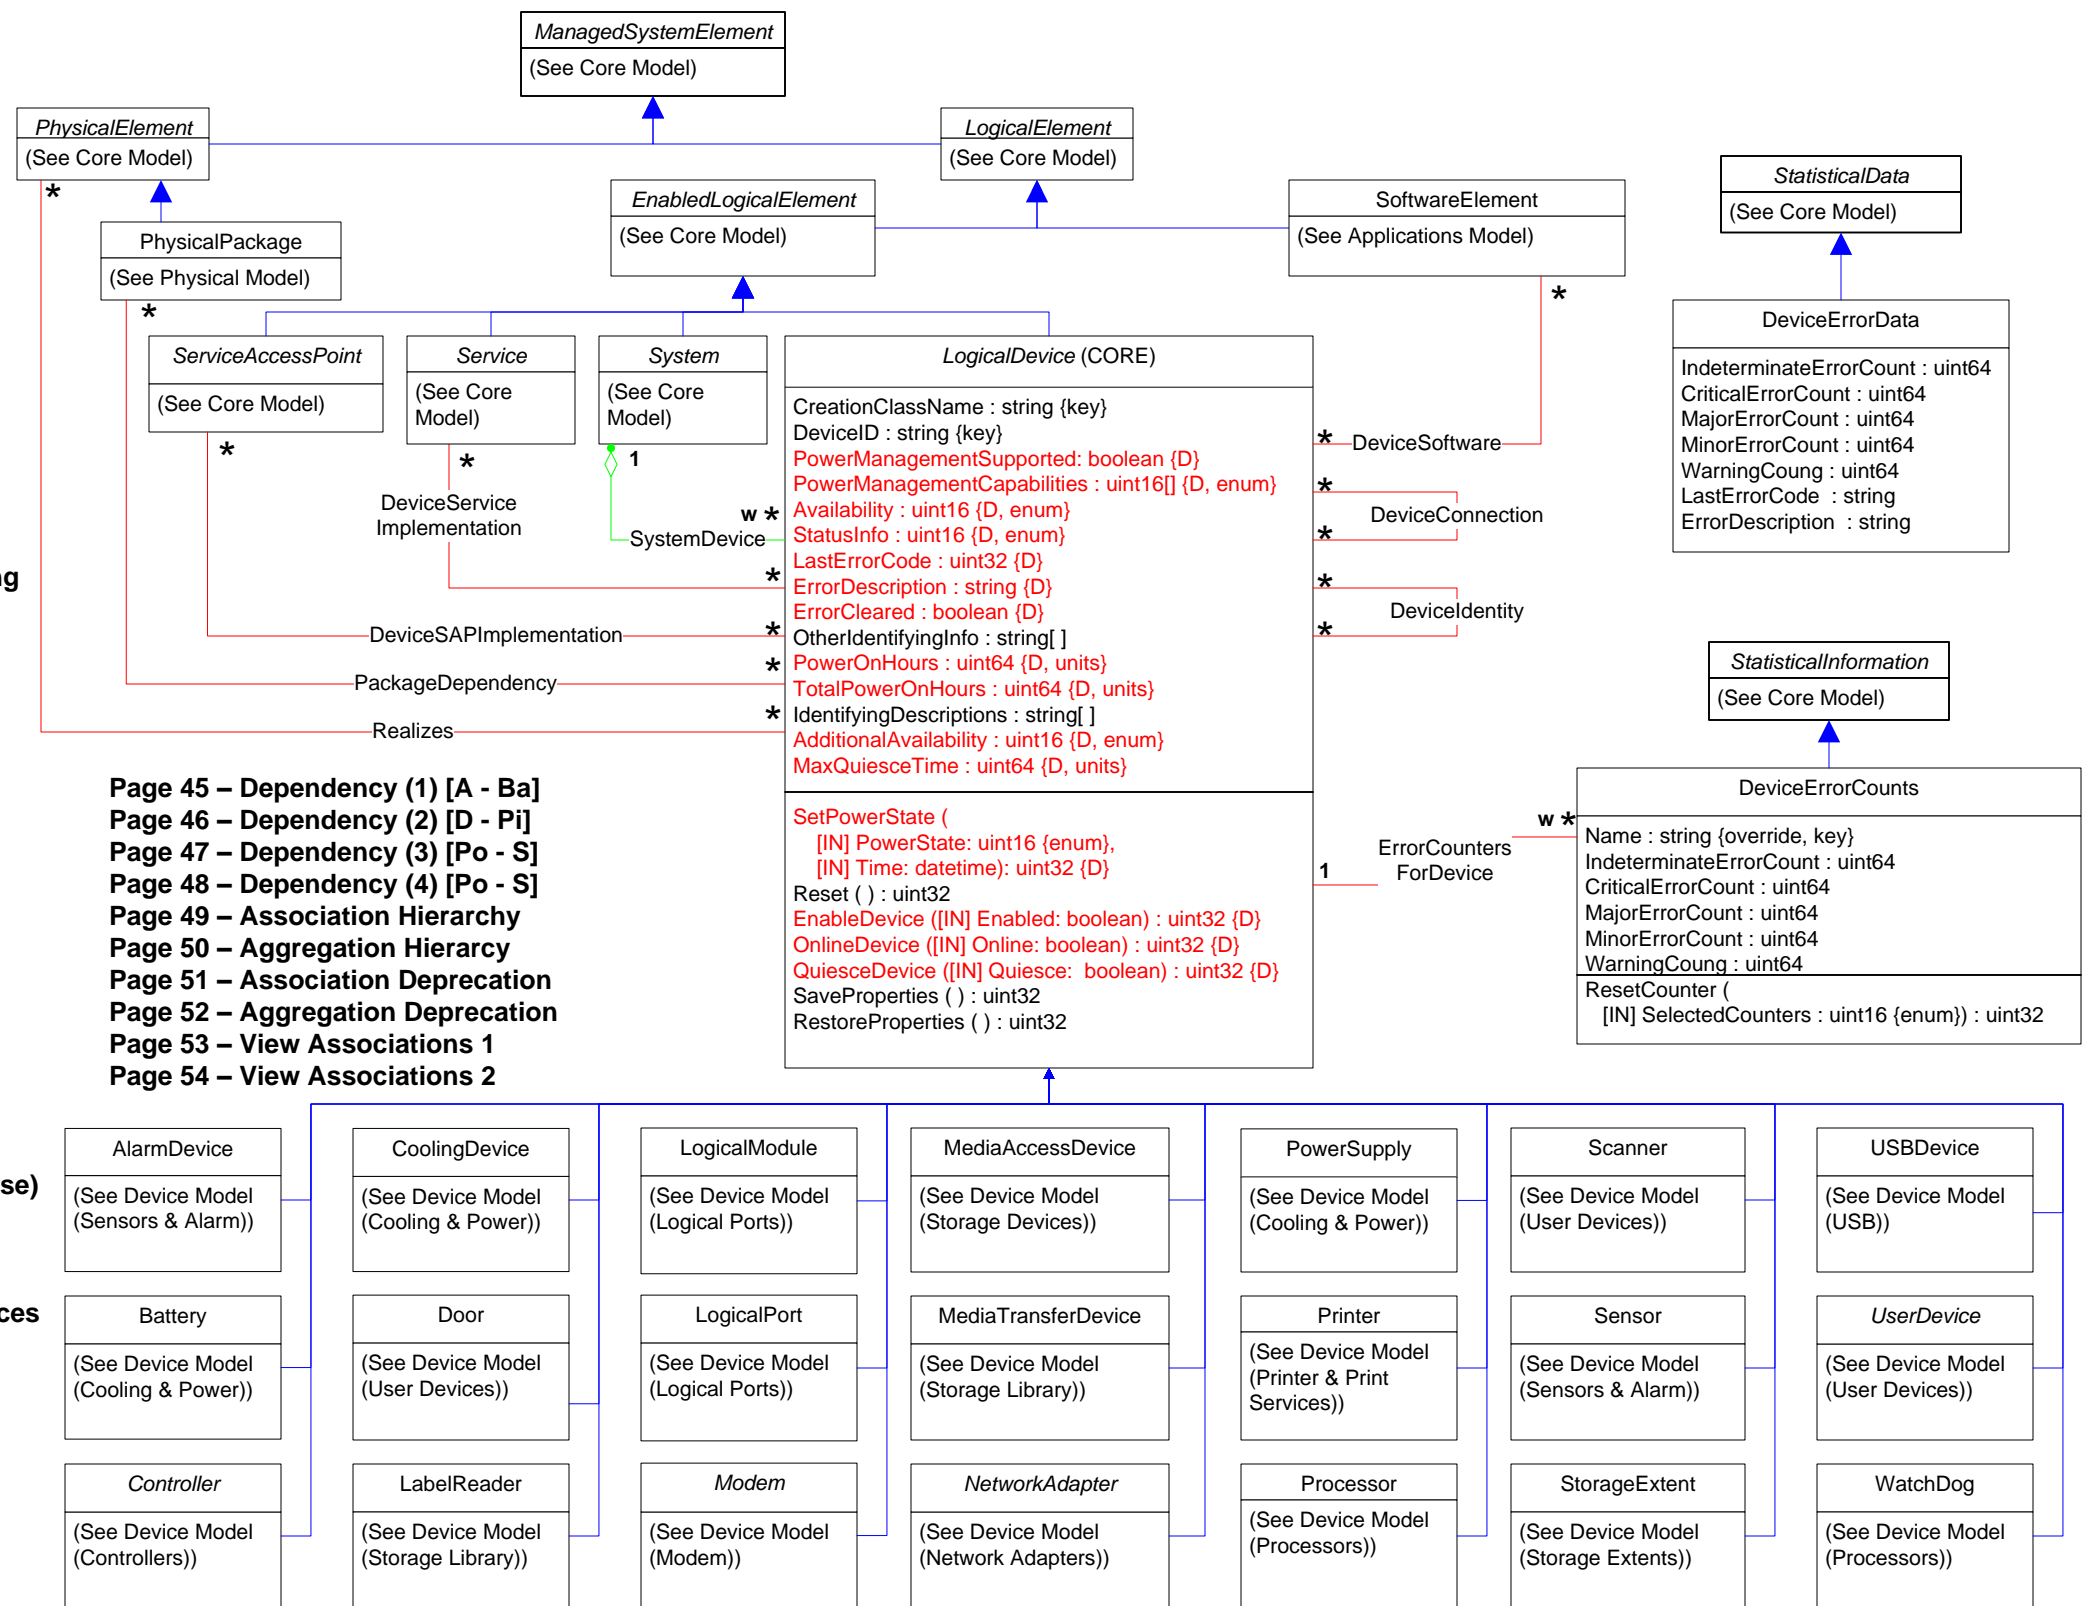 ManagedSystemElement
(See Core Model)
PhysicalElement
(See Core Model)
*
LogicalElement
(See Core Model)
PhysicalPackage
(See Physical Model)
*
EnabledLogicalElement
(See Core Model)
SoftwareElement
(See Applications Model)
*
StatisticalData
(See Core Model)
DeviceErrorData
IndeterminateErrorCount : uint64
CriticalErrorCount : uint64
MajorErrorCount : uint64
MinorErrorCount : uint64
WarningCoung : uint64
LastErrorCode : string
ErrorDescription : string
ServiceAccessPoint
(See Core Model)
*
Service
(See Core
Model)
*
System
(See Core
Model)
1
DeviceService
Implementation
w *
SystemDevice
*
DeviceSAPImplementation
*
*
PackageDependency
*
Realizes
ng
LogicalDevice (CORE)
CreationClassName : string {key}
DeviceID : string {key}
PowerManagementSupported: boolean {D}
PowerManagementCapabilities : uint16[] {D, enum}
Availability : uint16 {D, enum}
StatusInfo : uint16 {D, enum}
LastErrorCode : uint32 {D}
ErrorDescription : string {D}
ErrorCleared : boolean {D}
OtherIdentifyingInfo : string[ ]
PowerOnHours : uint64 {D, units}
TotalPowerOnHours : uint64 {D, units}
IdentifyingDescriptions : string[ ]
AdditionalAvailability : uint16 {D, enum}
MaxQuiesceTime : uint64 {D, units}
SetPowerState (
[IN] PowerState: uint16 {enum},
[IN] Time: datetime): uint32 {D}
Reset ( ) : uint32
EnableDevice ([IN] Enabled: boolean) : uint32 {D}
OnlineDevice ([IN] Online: boolean) : uint32 {D}
QuiesceDevice ([IN] Quiesce: boolean) : uint32 {D}
SaveProperties ( ) : uint32
RestoreProperties ( ) : uint32
* DeviceSoftware
*
DeviceConnection
*
*
DeviceIdentity
*
StatisticalInformation
(See Core Model)
1
ErrorCounters
ForDevice
w *
DeviceErrorCounts
Name : string {override, key}
IndeterminateErrorCount : uint64
CriticalErrorCount : uint64
MajorErrorCount : uint64
MinorErrorCount : uint64
WarningCoung : uint64
ResetCounter (
[IN] SelectedCounters : uint16 {enum}) : uint32
Page 45 – Dependency (1) [A - Ba]
Page 46 – Dependency (2) [D - Pi]
Page 47 – Dependency (3) [Po - S]
Page 48 – Dependency (4) [Po - S]
Page 49 – Association Hierarchy
Page 50 – Aggregation Hierarcy
Page 51 – Association Deprecation
Page 52 – Aggregation Deprecation
Page 53 – View Associations 1
Page 54 – View Associations 2
se)
ces
AlarmDevice
(See Device Model
(Sensors & Alarm))
CoolingDevice
(See Device Model
(Cooling & Power))
LogicalModule
(See Device Model
(Logical Ports))
MediaAccessDevice
(See Device Model
(Storage Devices))
PowerSupply
(See Device Model
(Cooling & Power))
Scanner
(See Device Model
(User Devices))
USBDevice
(See Device Model
(USB))
Battery
(See Device Model
(Cooling & Power))
Door
(See Device Model
(User Devices))
LogicalPort
(See Device Model
(Logical Ports))
MediaTransferDevice
(See Device Model
(Storage Library))
Printer
(See Device Model
(Printer & Print
Services))
Sensor
(See Device Model
(Sensors & Alarm))
UserDevice
(See Device Model
(User Devices))
Controller
(See Device Model
(Controllers))
LabelReader
(See Device Model
(Storage Library))
Modem
(See Device Model
(Modem))
NetworkAdapter
(See Device Model
(Network Adapters))
Processor
(See Device Model
(Processors))
StorageExtent
(See Device Model
(Storage Extents))
WatchDog
(See Device Model
(Processors))